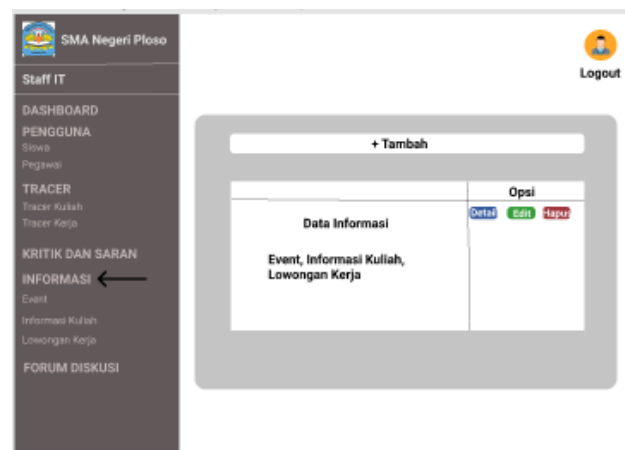 SMA Negeri Ploso
Staff IT
Logout
DASHBOARD
PENGGUNA
Siswa
Pegawai
TRACER
Tracer Kuliah
Tracer Kerja
KRITIK DAN SARAN
INFORMASI
Event
Informasi Kuliah
Lowongan Kerja
FORUM DISKUSI
+ Tambah
Opsi
Data Informasi
Detail Edit Hapus
Event, Informasi Kuliah,
Lowongan Kerja